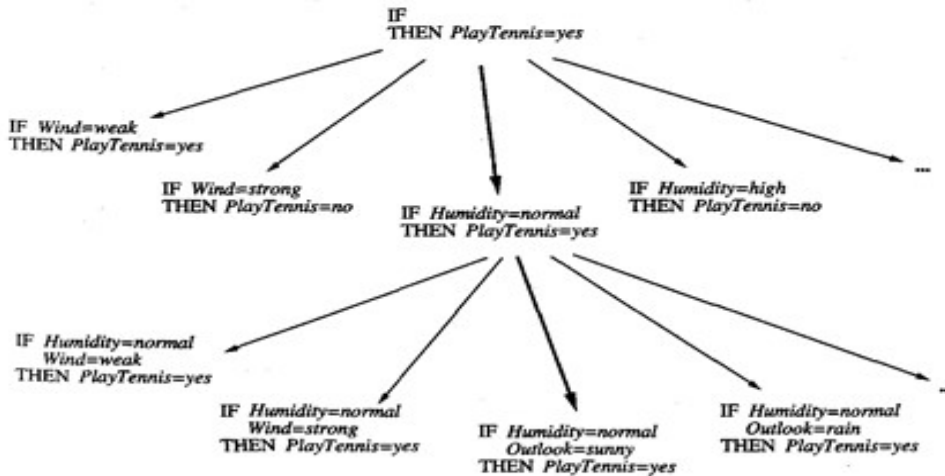 IF
THEN PlayTennis=yes
IF Wind=weak
THEN PlayTennis=yes
...
IF Wind=strong
THEN PlayTennis=no
IF Humidity=high
THEN PlayTennis=no
IF Humidity=normal
THEN PlayTennis=yes
IF Humidity=normal
Wind=weak
THEN PlayTennis=yes
..
IF Humidity=normal
Wind=strong
THEN PlayTennis=yes
IF Humidity=normal
Outlook=sunny
THEN PlayTennis=yes
IF Humidity=normal
Outlook=rain
THEN PlayTennis=yes